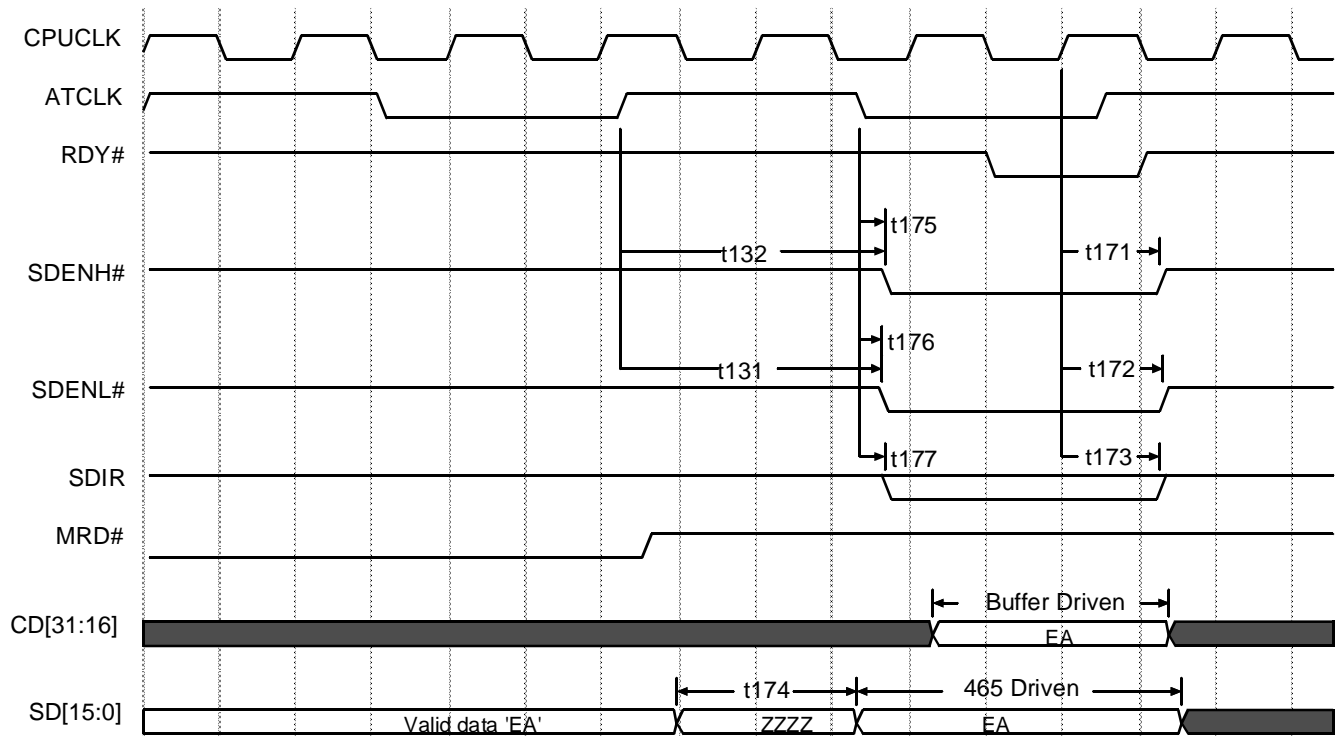 CPUCLK
ATCLK
RDY#
t175
t132
t171
SDENH#
t176
t131
t172
SDENL#
t177
t173
SDIR
MRD#
Buffer Driven
CD[31:16]
EA
t174
465 Driven
SD[15:0]
Valid data 'EA'
ZZZZ
EA